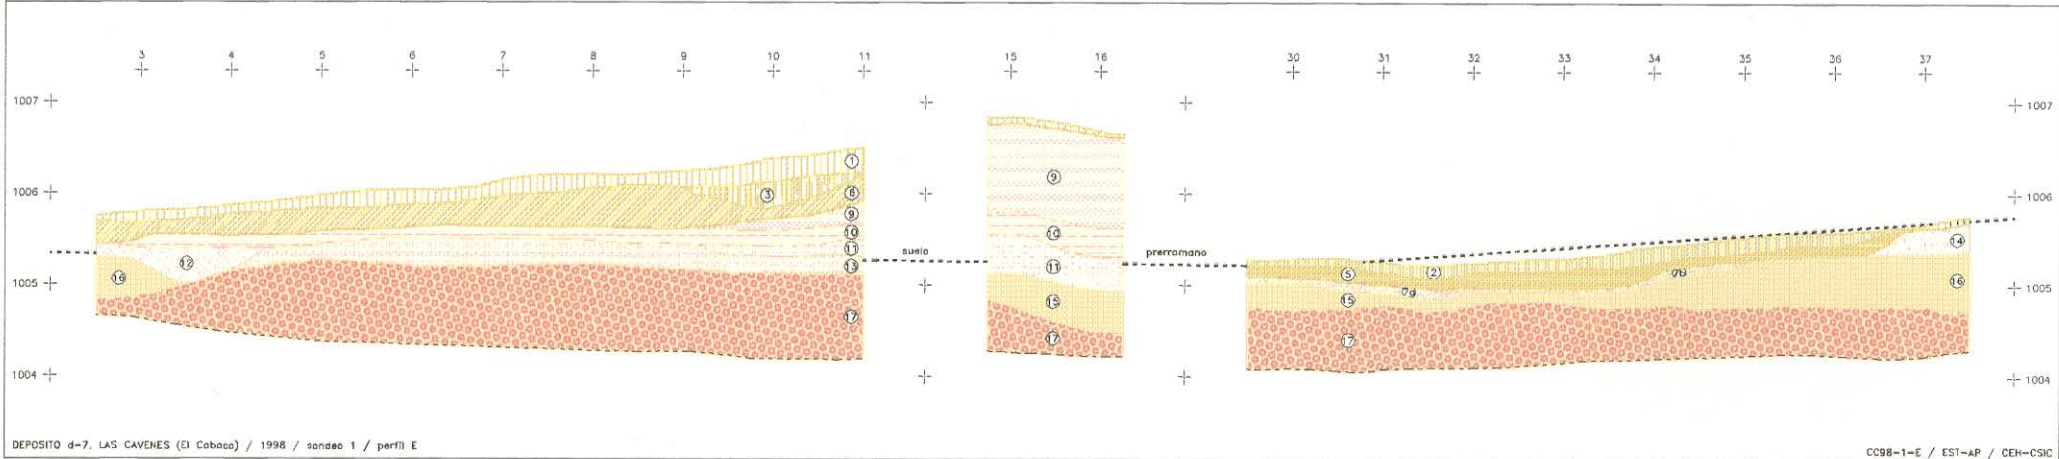 3 4 5 6 7 8 9 10 11 15 16 30 31 32 33 34 35 36 37
1007 1007
1 9
3 6
1006 1006
9
10 10 14
11 suelo prerromano 5 2
12 13 11
16 15 15 16
1005 1005
17 17 17
1004 1004
DEPOSITO d-7. LAS CAVENES (El Cabaco) / 1998 / sondeo 1 / perfil E
CC98-1-E / EST-AP / CEH-CSIC